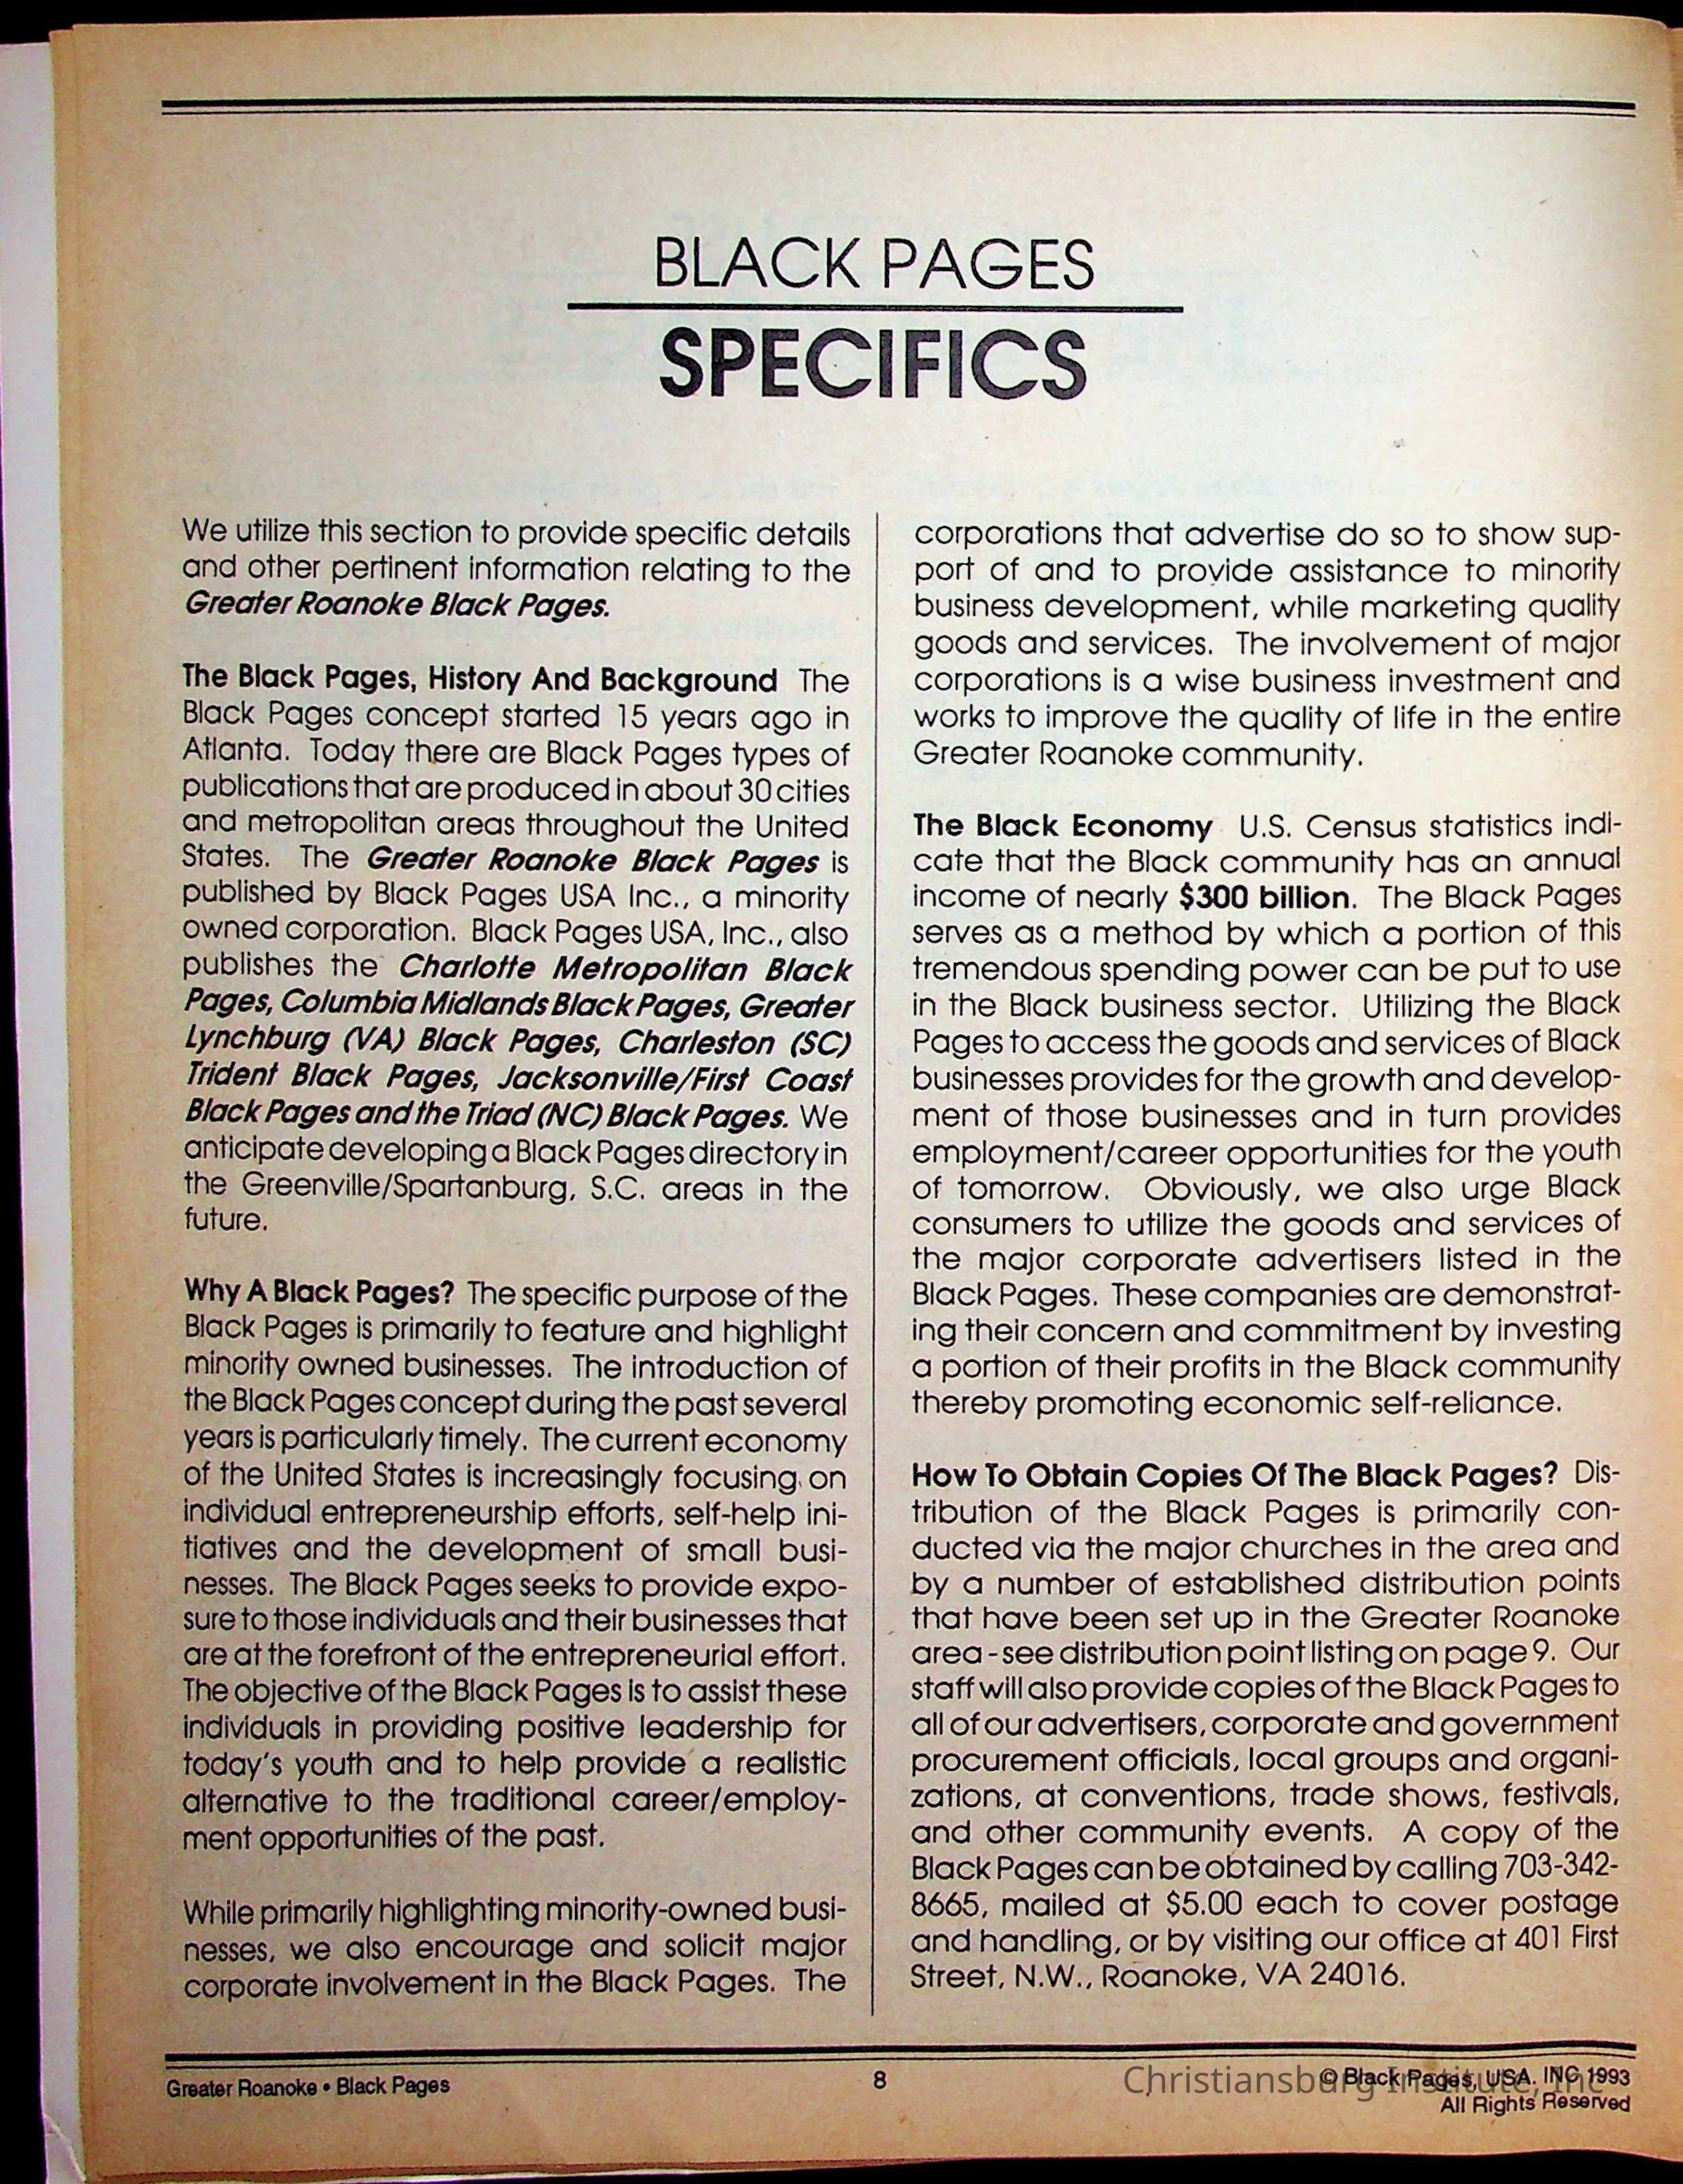 BLACK PAGES
SPECIFICS
We utilize this section to provide specific details
and other pertinent information relating to the
Greater Roanoke Black Pages.
The Black Pages, History And Background The
Black Pages concept started 15 years ago in
Atlanta. Today there are Black Pages types of
publications that are produced in about 30 cities
and metropolitan areas throughout the United
States. The Greater Roanoke Black Pages is
published by Black Pages USA Inc., a minority
owned corporation. Black Pages USA, Inc., also
publishes the Charlotte Metropolitan Black
Pages, Columbia Midlands Black Pages, Greater
Lynchburg (VA) Black Pages, Charleston (SC)
Trident Black Pages, Jacksonville/First Coast
Black Pages and the Triad (NC) Black Pages. We
anticipate developing a Black Pages directory in
the Greenville/Spartanburg, S.C. areas in the
future.
Why A Black Pages? The specific purpose of the
Black Pages is primarily to feature and highlight
minority owned businesses. The introduction of
the Black Pages concept during the past several
years is particularly timely. The current economy
of the United States is increasingly focusing on
individual entrepreneurship efforts, self-help ini-
tiatives and the development of small busi-
nesses. The Black Pages seeks to provide expo-
sure to those individuals and their businesses that
are at the forefront of the entrepreneurial effort.
The objective of the Black Pages is to assist these
individuals in providing positive leadership for
today's youth and to help provide a realistic
alternative to the traditional career/employ-
ment opportunities of the past.
While primarily highlighting minority-owned busi-
nesses, we also encourage and solicit major
corporate involvement in the Black Pages. The
corporations that advertise do so to show sup-
port of and to provide assistance to minority
business development, while marketing quality
goods and services. The involvement of major
corporations is a wise business investment and
works to improve the quality of life in the entire
Greater Roanoke community.
The Black Economy U.S. Census statistics indi-
cate that the Black community has an annual
income of nearly $300 billion. The Black Pages
serves as a method by which a portion of this
tremendous spending power can be put to use
in the Black business sector. Utilizing the Black
Pages to access the goods and services of Black
businesses provides for the growth and develop-
ment of those businesses and in turn provides
employment/career opportunities for the youth
of tomorrow. Obviously, we also urge Black
consumers to utilize the goods and services of
the major corporate advertisers listed in the
Black Pages. These companies are demonstrat-
ing their concern and commitment by investing
a portion of their profits in the Black community
thereby promoting economic self-reliance.
How To Obtain Copies Of The Black Pages? Dis-
tribution of the Black Pages is primarily con-
ducted via the major churches in the area and
by a number of established distribution points
that have been set up in the Greater Roanoke
area - see distribution point listing on page 9. Our
staff will also provide copies of the Black Pages to
all of our advertisers, corporate and government
procurement officials, local groups and organi-
zations, at conventions, trade shows, festivals,
and other community events. A copy of the
Black Pages can be obtained by calling 703-342-
8665, mailed at $5.00 each to cover postage
and handling, or by visiting our office at 401 First
Street, N.W., Roanoke, VA 24016.
Greater Roanoke • Black Pages
8
© Black Pages, USA. INC 1993
All Rights Reserved
Christiansburg Institute, Inc